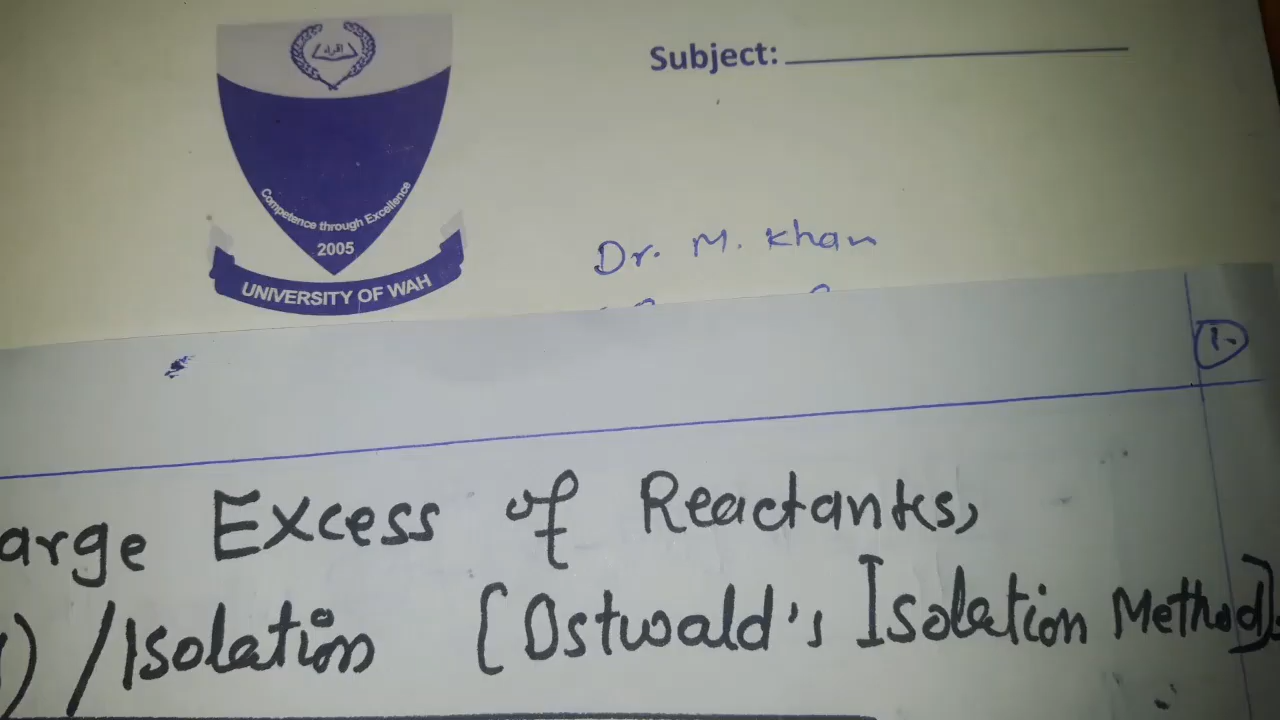 اقراء
Subject:
Competence through Excellence
2005
UNIVERSITY OF WAH
Dr. M. Khan
1.
arge Excess of Reactants,
) /Isolation [Ostwald's Isolation Method]: